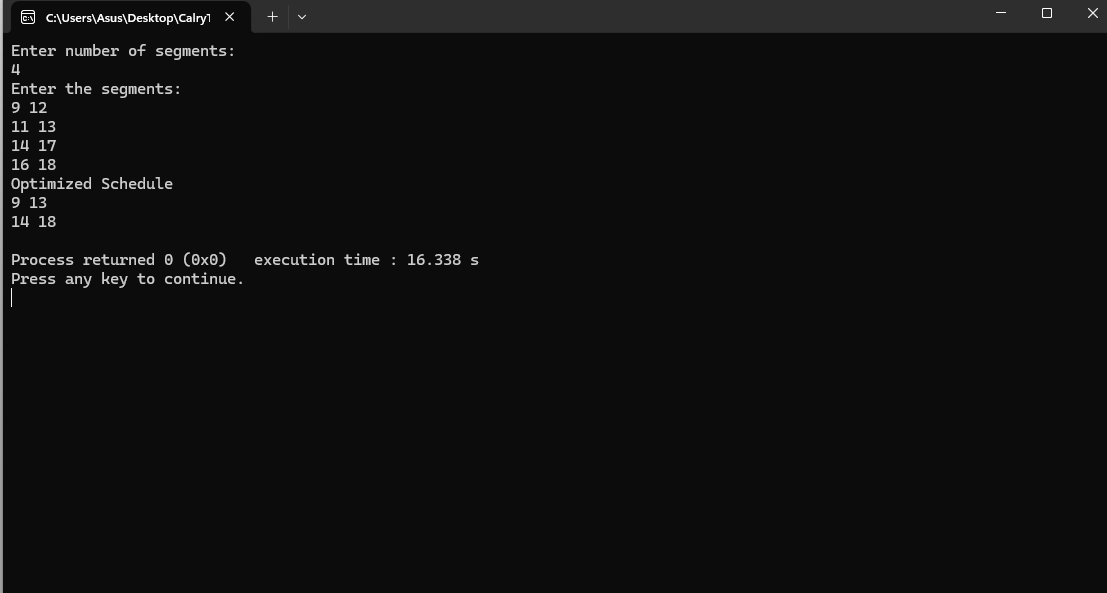 C:\Users\Asus\Desktop\Calry
Enter number of segments:
4
Enter the segments:
9 12
11 13
14 17
16 18
Optimized Schedule
9 13
14 18
Process returned 0 (0x0)   execution time : 16.338 s
Press any key to continue.